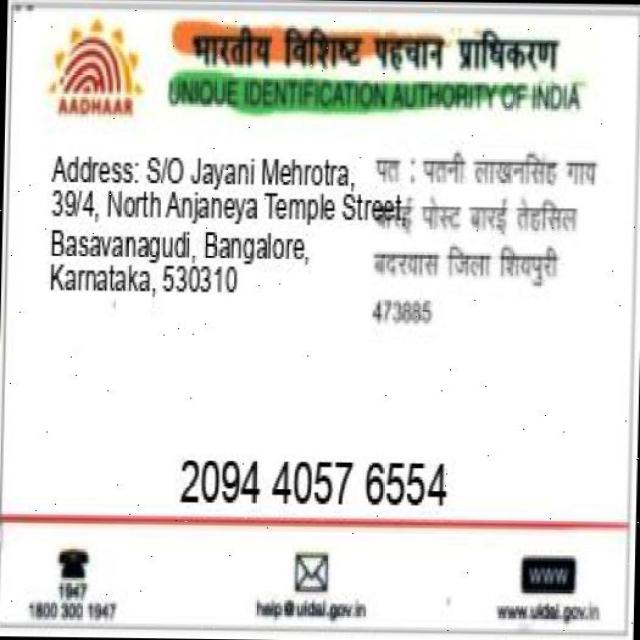 भारतीय विशिष्ट पहचान प्राधिकरण
AADHAAR
UNIQUE IDENTIFICATION AUTHORITY OF INDIA
Address: S/O Jayani Mehrotra,
39/4, North Anjaneya Temple Street,
Basavanagudi, Bangalore,
Karnataka, 530310
पत : पतनी लाखनसिंह गाय
पोस्ट बारई तेहसिल
बदरवास जिला शिवपुरी
473885
2094 4057 6554
1947
1800 300 1947
help@uidai.gov.in
WWW
www.uidai.gov.in